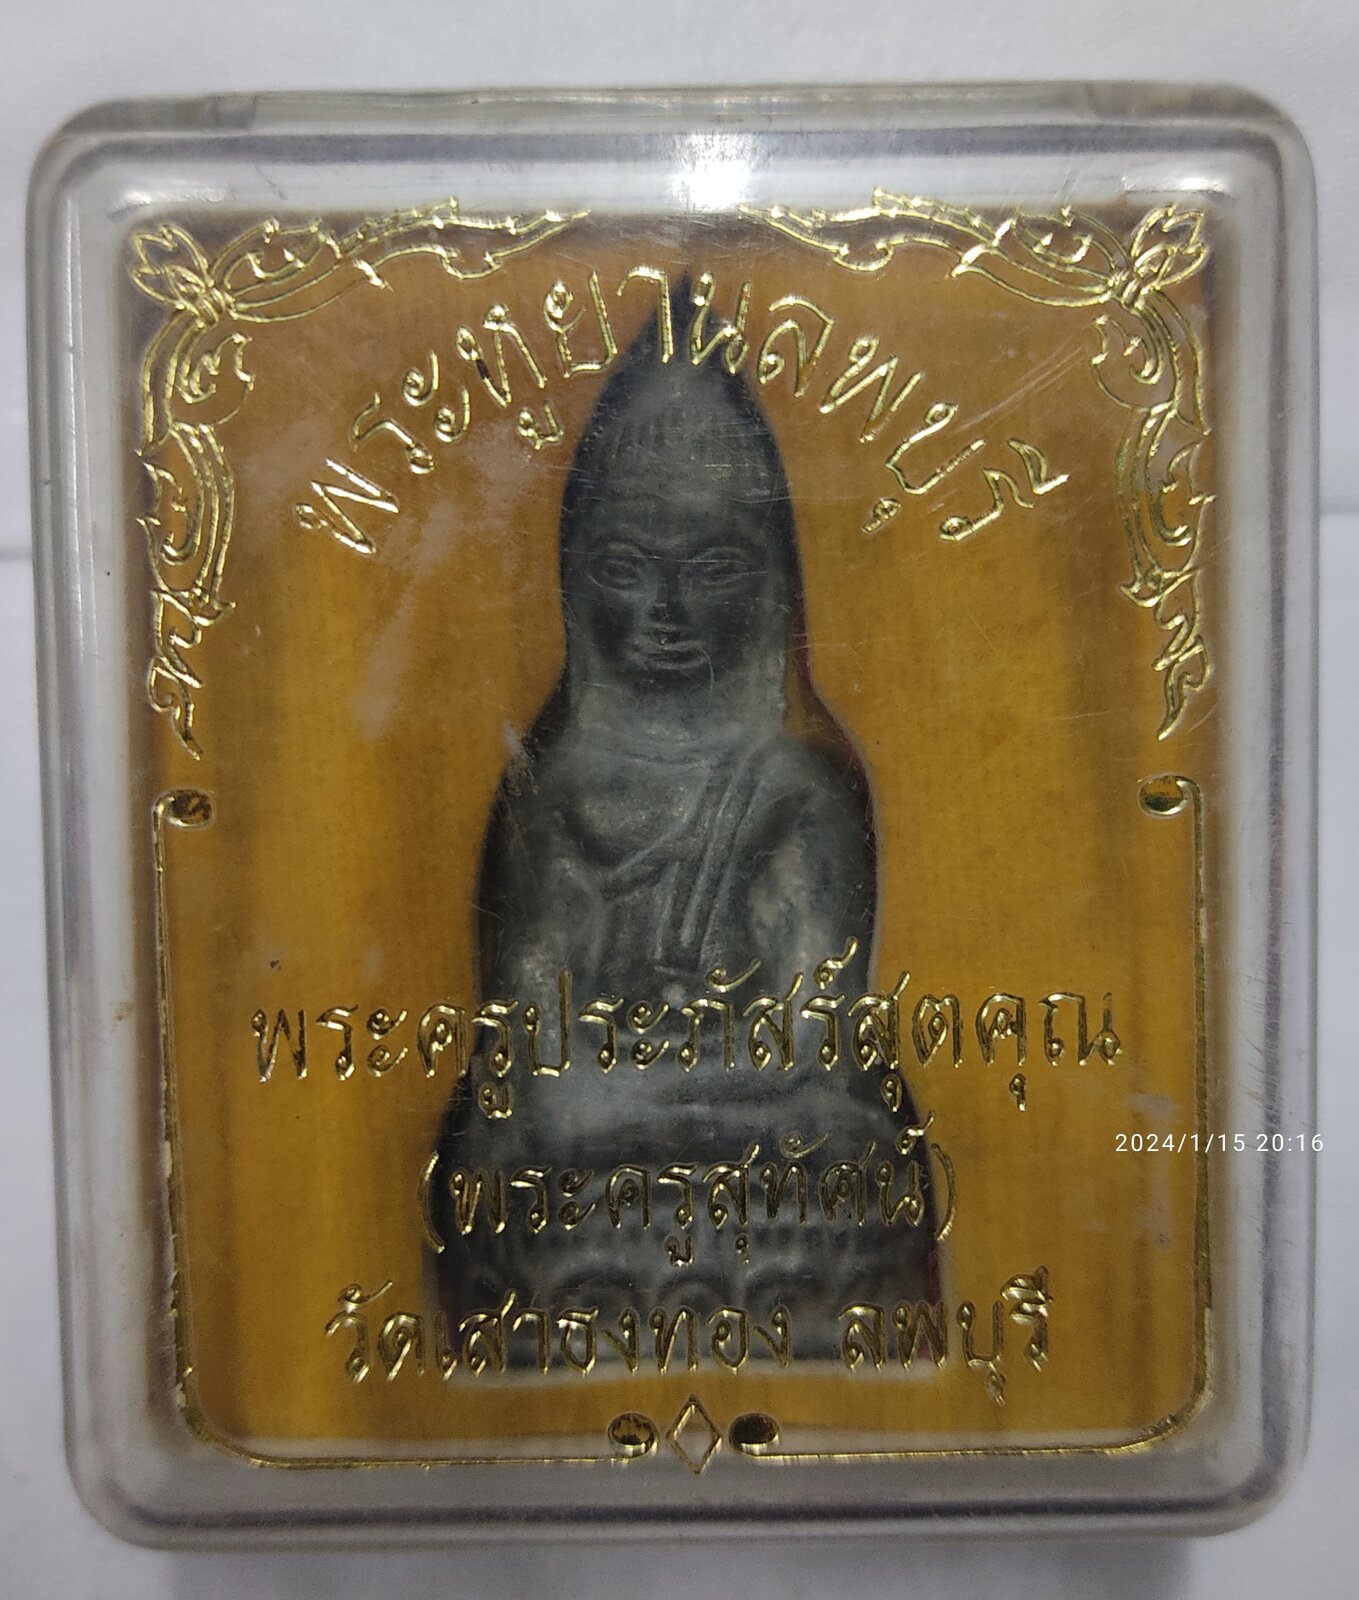 พระหูยานลพบุรี
พระครูประภัสร์สุตคุณ
(พระครูสุทัศน์)
วัดเสาธงทอง ลพบุรี
2024/1/15 20:16